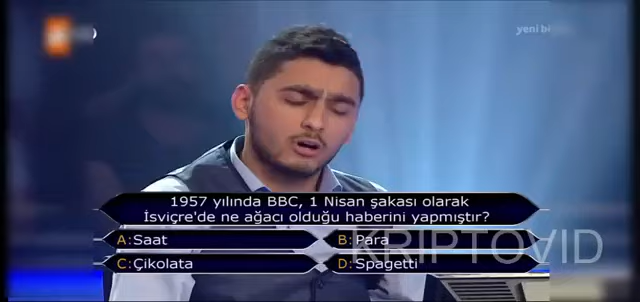 yeni bi
1957 yılında BBC, 1 Nisan şakası olarak
İsviçre'de ne ağacı olduğu haberini yapmıştır?
A: Saat
B: Para
C: Çikolata
D: Spagetti
KRIPTOVID